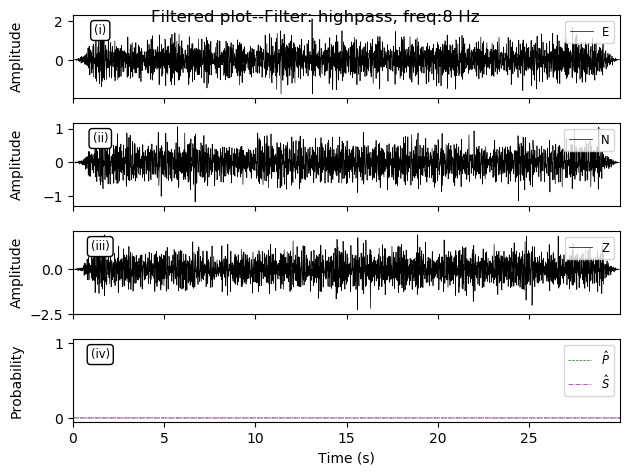 Filtered plot--Filter: highpass, freq:8 Hz
Amplitude
2
0
(i)
E
Amplitude
1
0
−1
(ii)
N
Amplitude
0.0
−2.5
(iii)
Z
Probability
1
0
(iv)
P̂
Ŝ
0 5 10 15 20 25
Time (s)